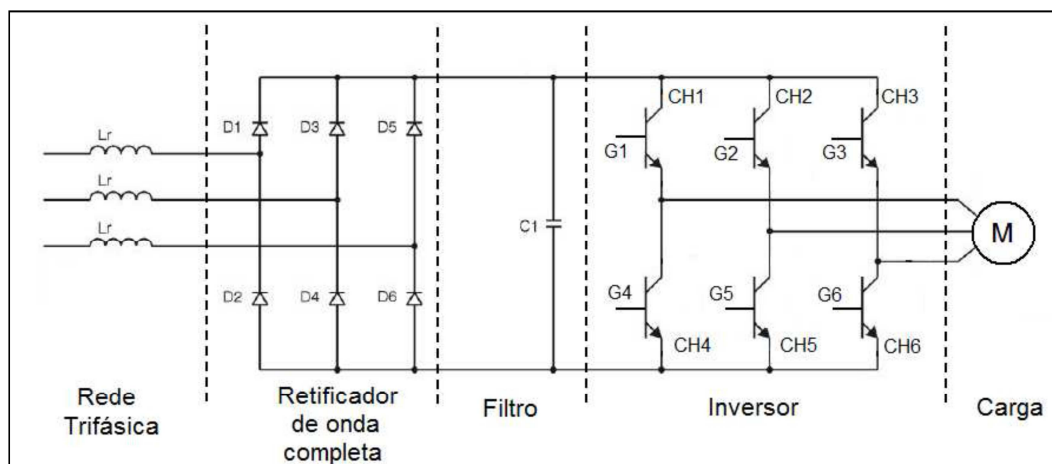 CH1
CH2
CH3
D1
D3
D5
Lr
G1
G2
G3
Lr
Lr
C1
M
D2
D4
D6
G4
G5
G6
CH4
CH5
CH6
Rede
Trifásica
Retificador
de onda
completa
Filtro
Inversor
Carga